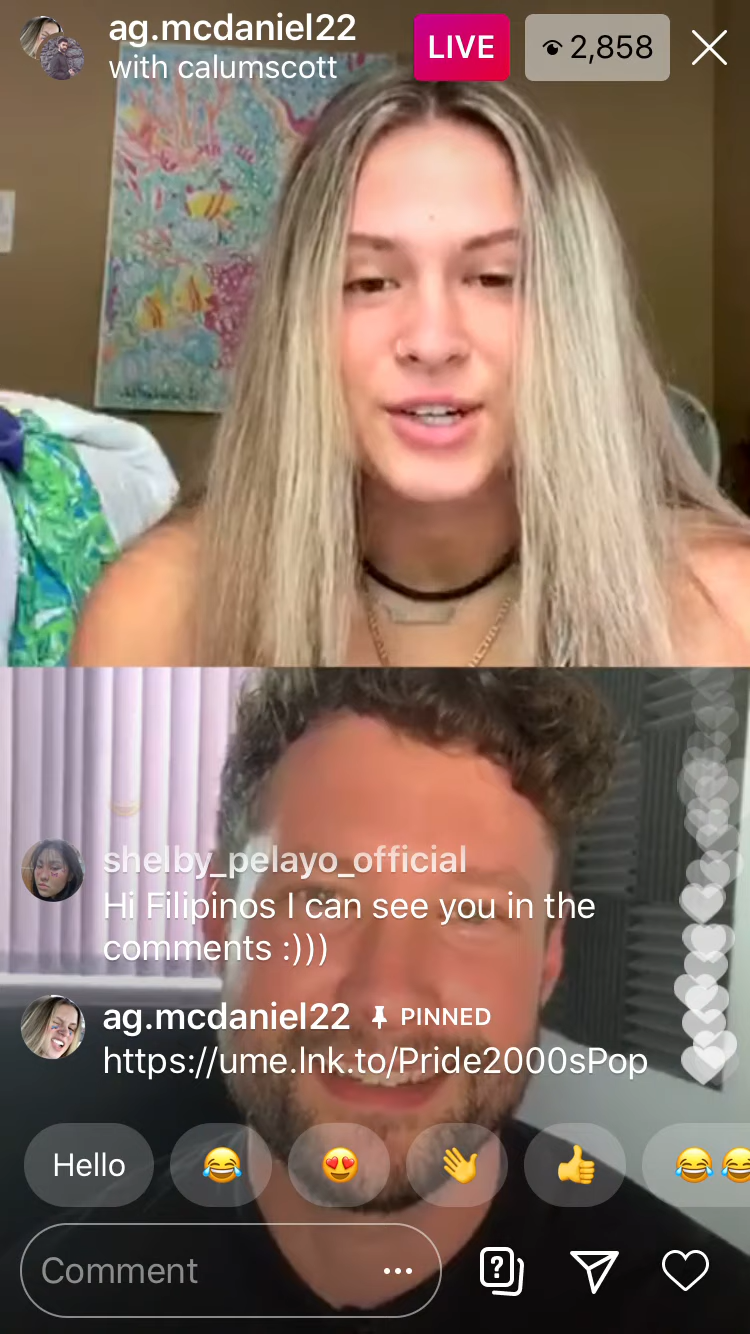 ag.mcdaniel22
with calumscott
LIVE
2,858
shelby_pelayo_official
Hi Filipinos I can see you in the
comments :)))
ag.mcdaniel22 PINNED
https://ume.lnk.to/Pride2000sPop
Hello
Comment